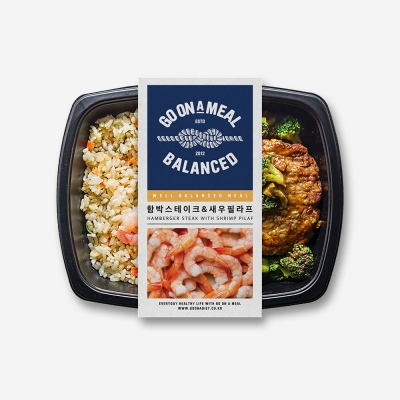 GO ON A MEAL
ESTD
2012
BALANCED
WELL BALANCED MEAL
함박스테이크&새우필라프
HAMBERGER STEAK WITH SHRIMP PILAF
EVERYDAY HEALTHY LIFE WITH GO ON A MEAL